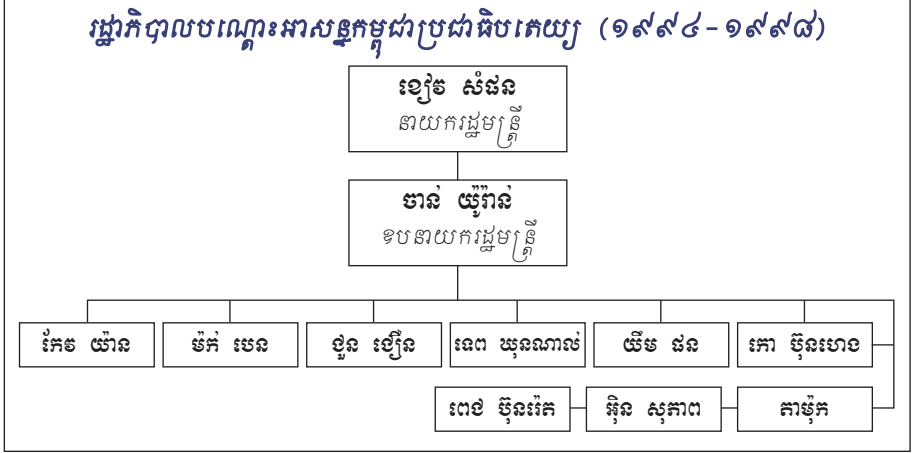 រដ្ឋាភិបាលបណ្ដោះអាសន្នកម្ពុជាប្រជាធិបតេយ្យ (១៩៩៤-១៩៩៨)
ខៀវ សំផន
នាយករដ្ឋមន្ត្រី
ចាន់ យ៉ូរ៉ាន់
ឧបនាយករដ្ឋមន្ត្រី
កែវ យ៉ាន
ម៉ក់ បេន
ជួន ជឿន
ទេព ឃុនណាល់
យឹម ផន
កោ ប៊ុនហេង
ពេជ ប៊ុនរ៉េត
អ៊ិន សុភាព
តាម៉ុក